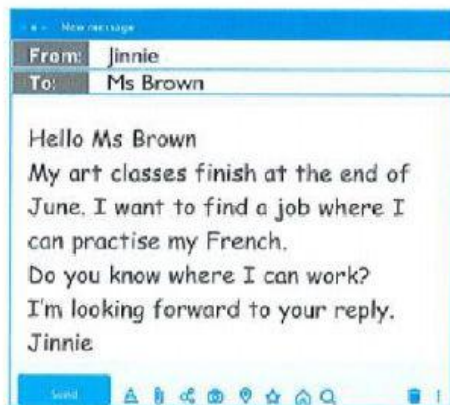 New message
From: Jinnie
To: Ms Brown
Hello Ms Brown
My art classes finish at the end of
June. I want to find a job where I
can practise my French.
Do you know where I can work?
I'm looking forward to your reply.
Jinnie
Send